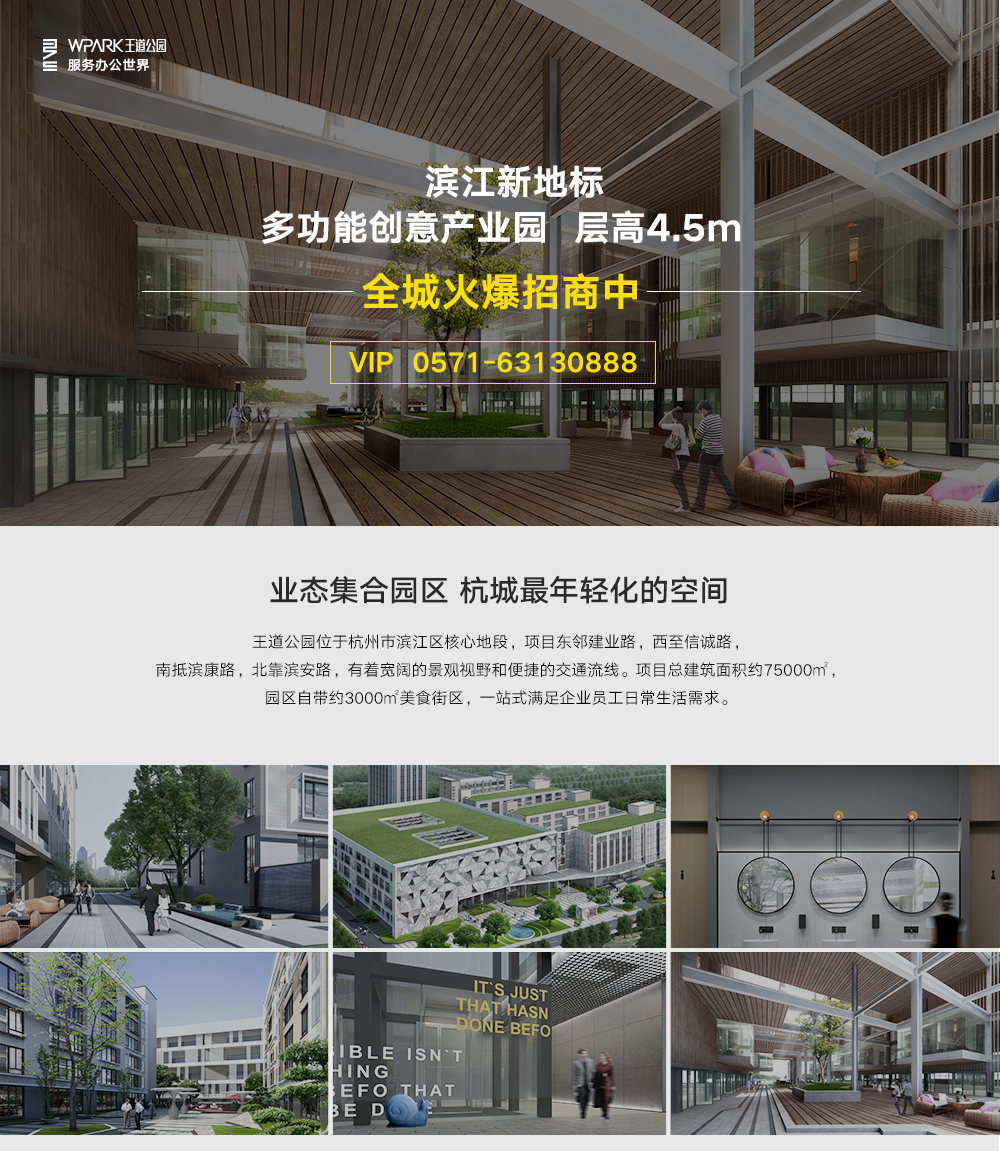 WPARK王道公园
服务办公世界
滨江新地标
多功能创意产业园 层高4.5m
全城火爆招商中
VIP 0571-63130888
业态集合园区 杭城最年轻化的空间
王道公园位于杭州市滨江区核心地段，项目东邻建业路，西至信诚路，
南抵滨康路，北靠滨安路，有着宽阔的景观视野和便捷的交通流线。项目总建筑面积约75000㎡，
园区自带约3000㎡美食街区，一站式满足企业员工日常生活需求。
IT`S JUST
THAT HASN
DONE BEFO
IBLE ISN`T
HING
BEFO THAT
BE D